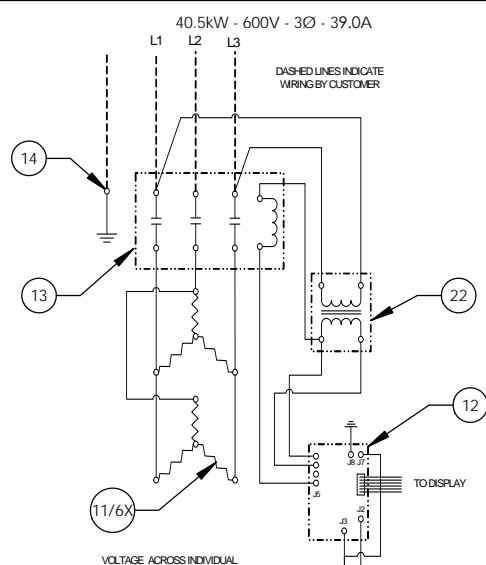 40.5kW - 600V - 3Ø - 39.0A
L1 L2 L3
DASHED LINES INDICATE
WIRING BY CUSTOMER
14
13
22
12
J8 J7
TO DISPLAY
J5
11/6X
J3 J2
VOLTAGE ACROSS INDIVIDUAL